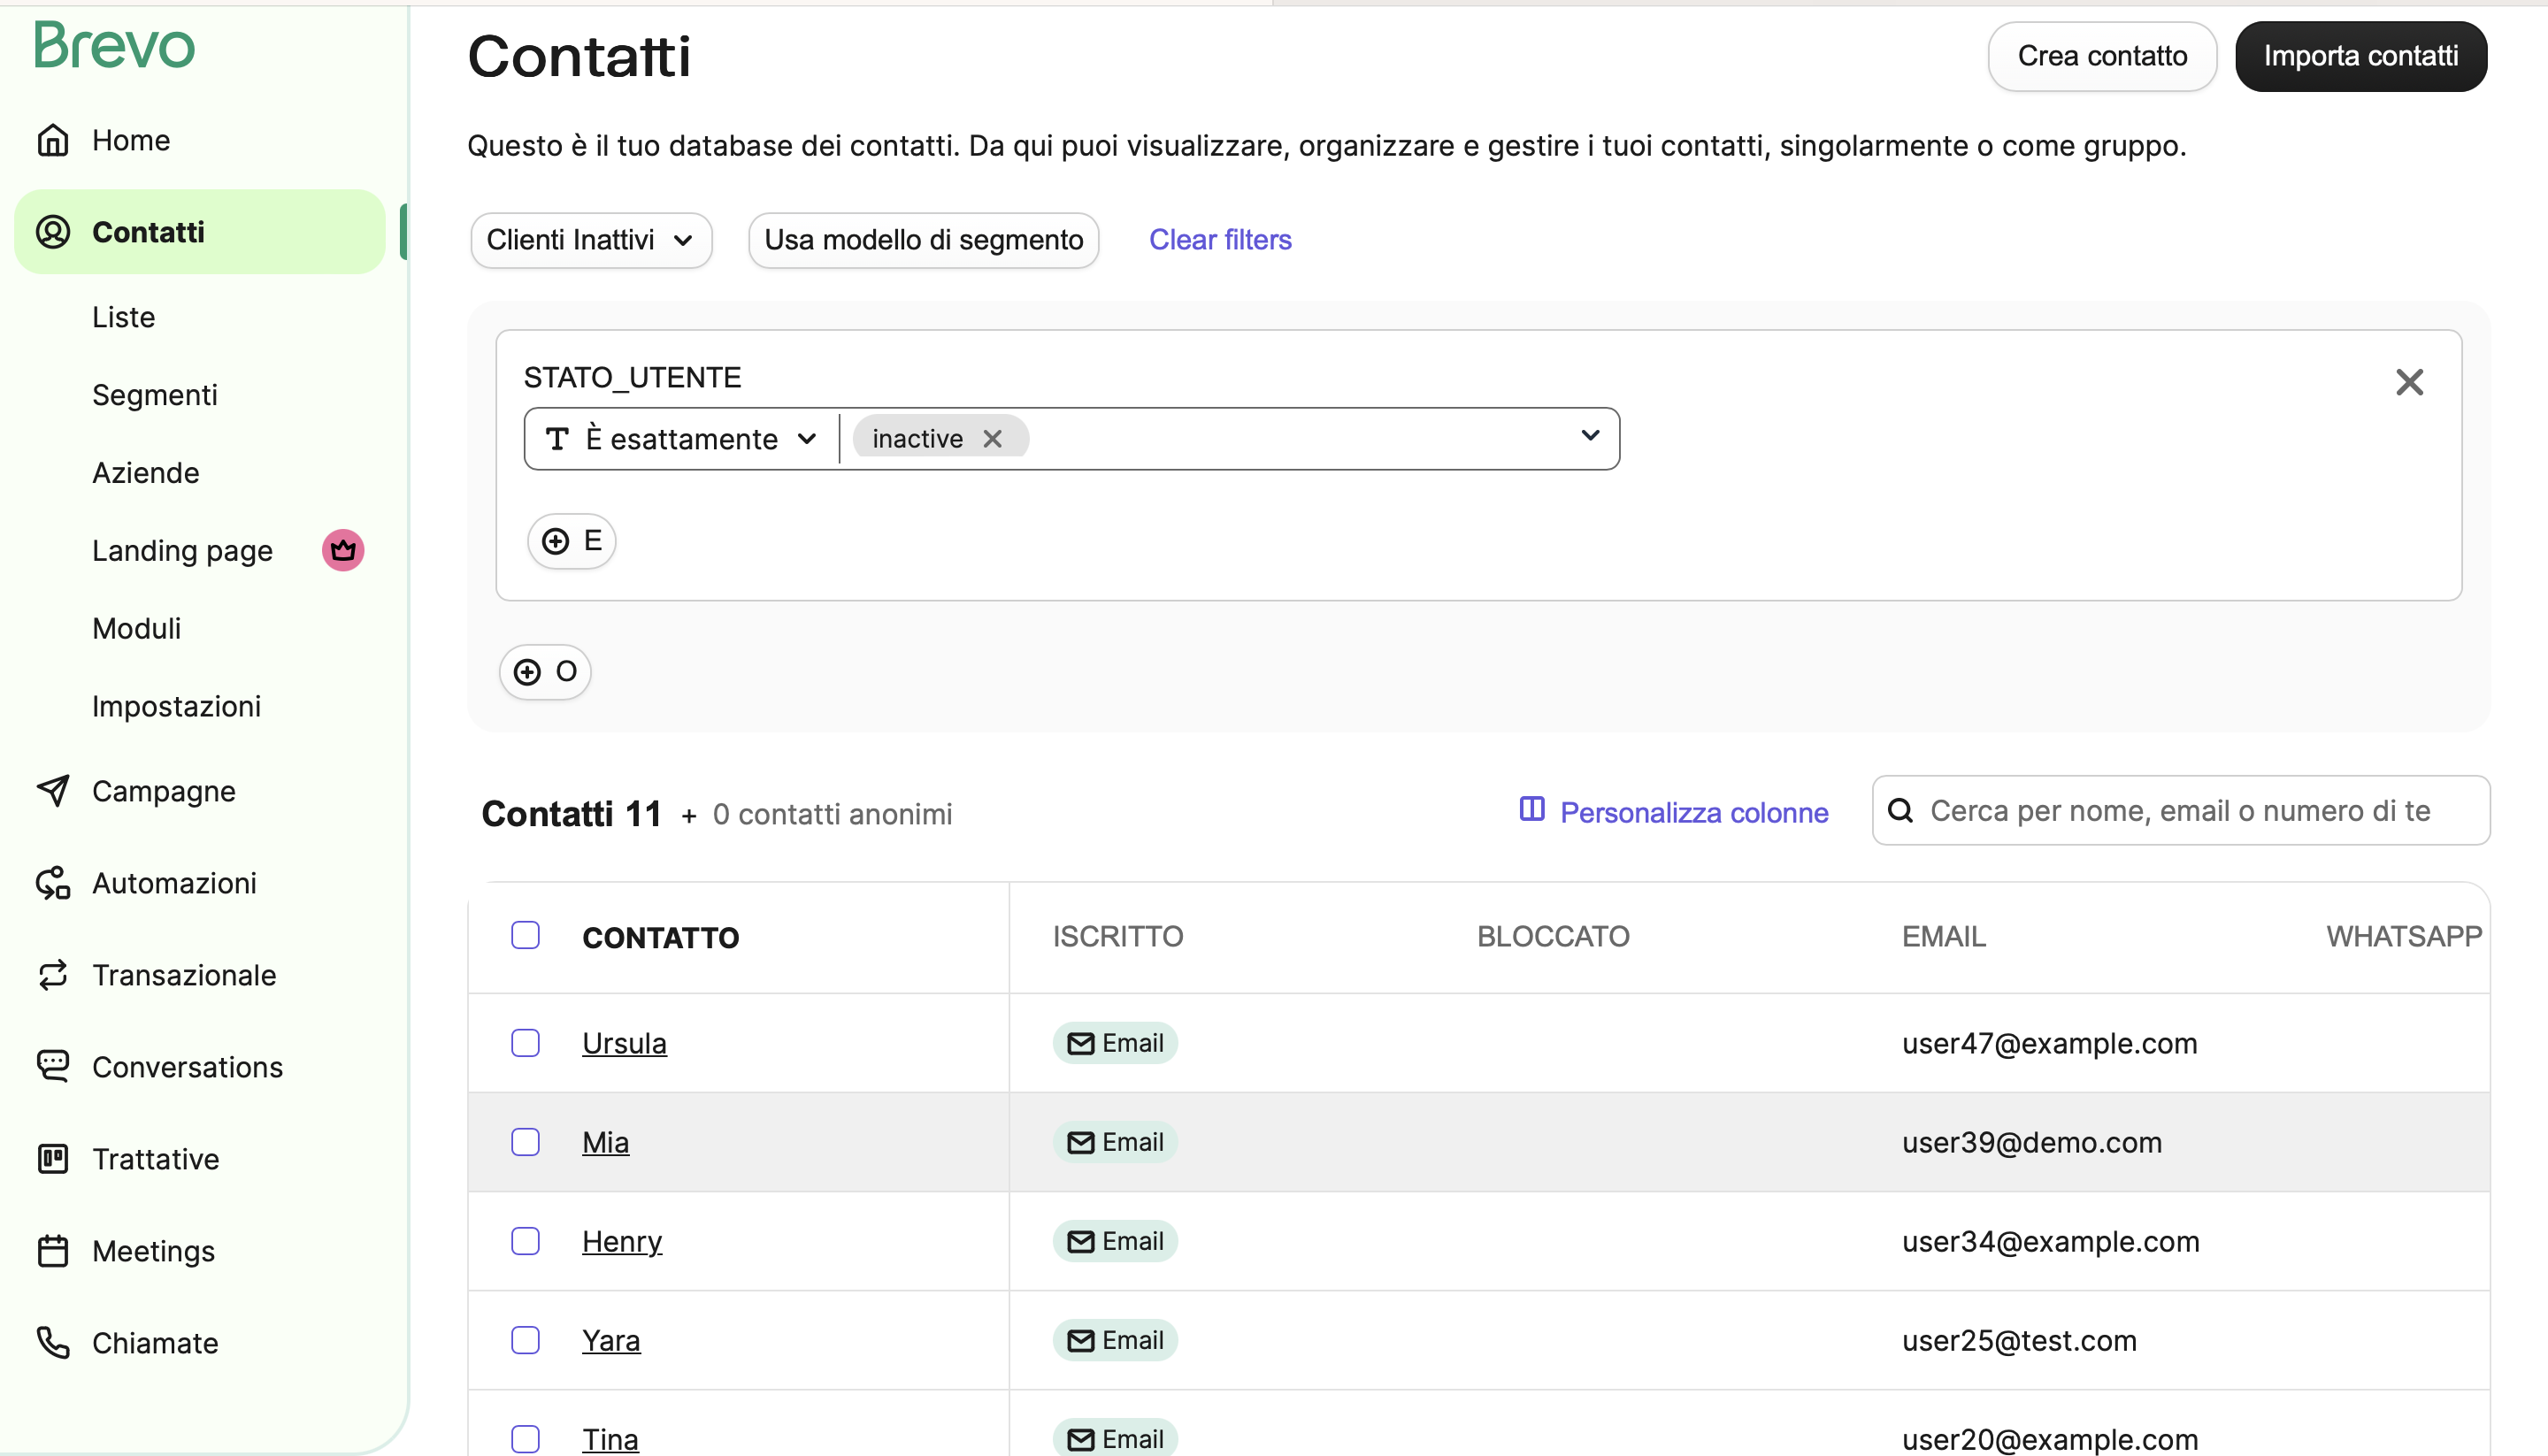 Brevo
Home
Contatti
Liste
Segmenti
Aziende
Landing page
Moduli
Impostazioni
Campagne
Automazioni
Transazionale
Conversations
Trattative
Meetings
Chiamate
Contatti
Crea contatto
Importa contatti
Questo è il tuo database dei contatti. Da qui puoi visualizzare, organizzare e gestire i tuoi contatti, singolarmente o come gruppo.
Clienti Inattivi
Usa modello di segmento
Clear filters
STATO_UTENTE
È esattamente
inactive
E
O
Contatti 11 + 0 contatti anonimi
Personalizza colonne
Cerca per nome, email o numero di te
CONTATTO ISCRITTO BLOCCATO EMAIL WHATSAPP
Ursula Email user47@example.com
Mia Email user39@demo.com
Henry Email user34@example.com
Yara Email user25@test.com
Tina Email user20@example.com